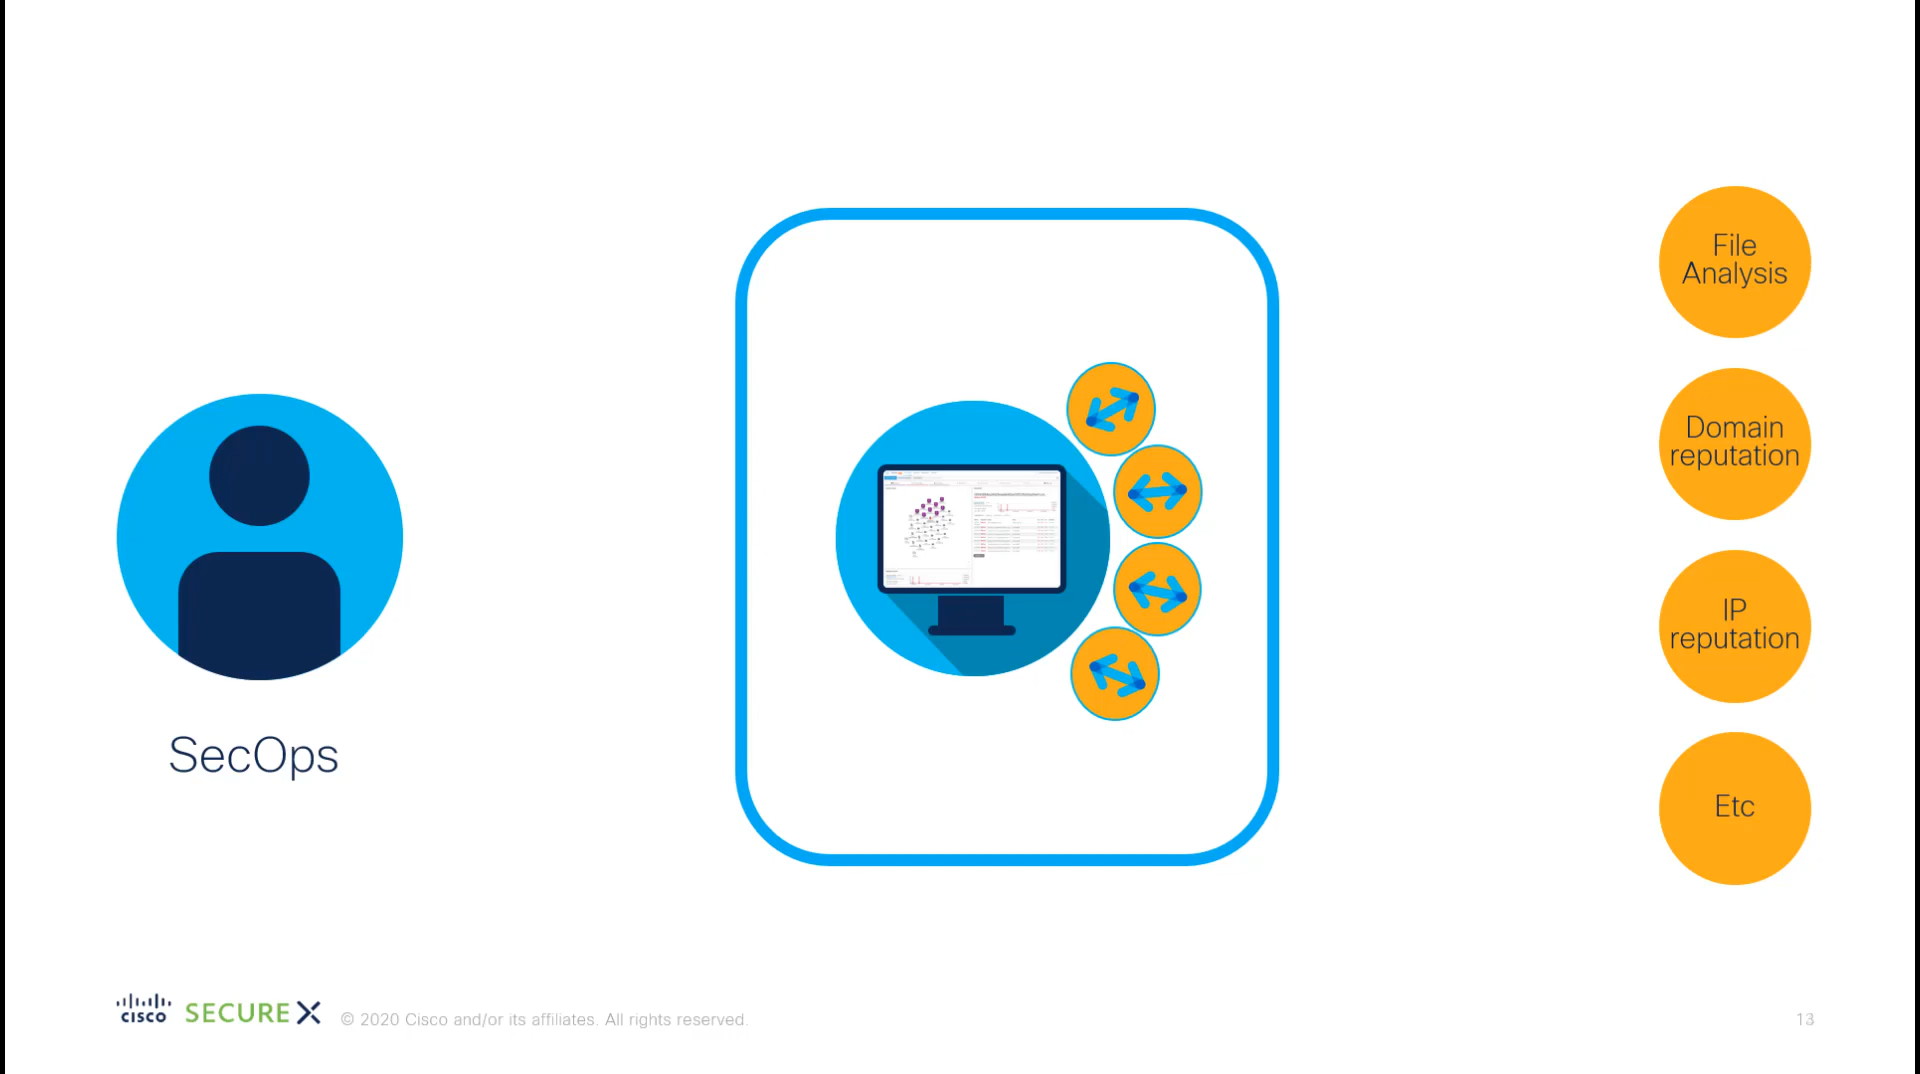 File
Analysis
Domain
reputation
IP
reputation
Etc
SecOps
CISCO SECURE X © 2020 Cisco and/or its affiliates. All rights reserved.
13